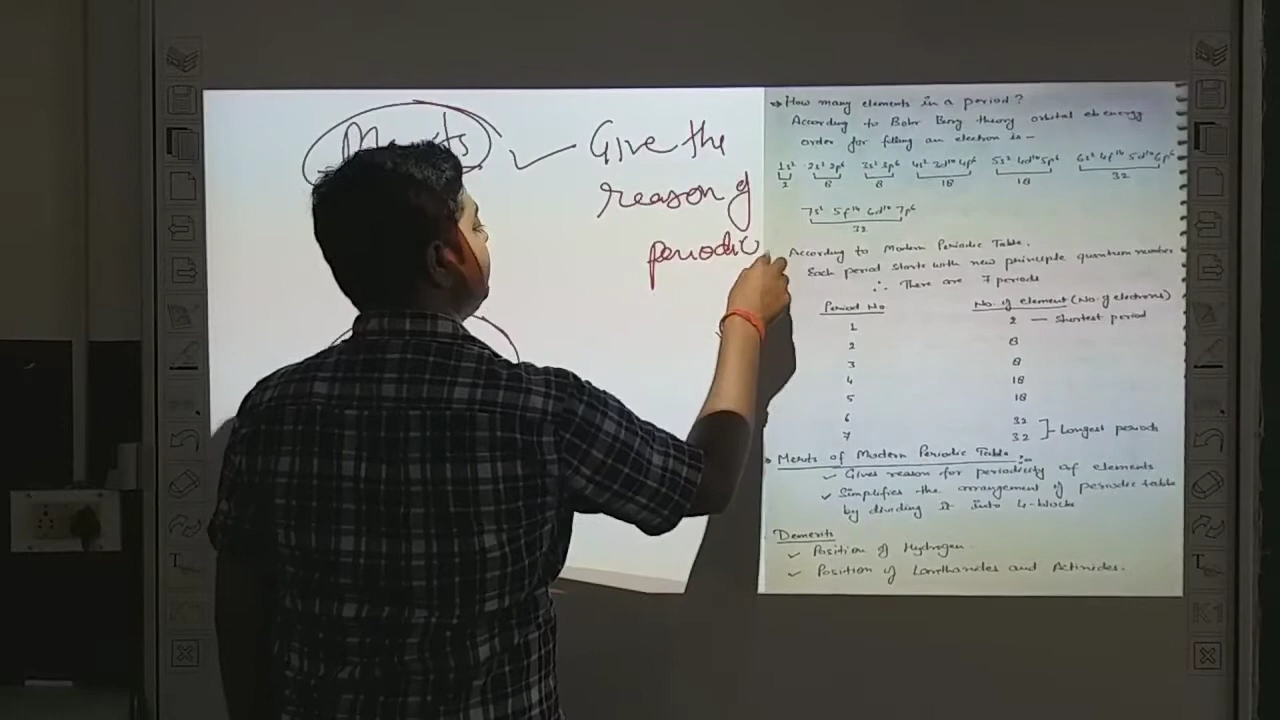 Merits
Give the
reason of
periodic
How many elements in a period?
According to Bohr Bury theory orbital energy
order for filling an electron is-
1s² 2s² 2p⁶ 3s² 3p⁶ 4s² 3d¹⁰ 4p⁶ 5s² 4d¹⁰ 5p⁶ 6s² 4f¹⁴ 5d¹⁰ 6p⁶
2 8 8 18 18 32
7s² 5f¹⁴ 6d¹⁰ 7p⁶
32
According to Modern Periodic Table.
Each period starts with new principle quantum number
∴ There are 7 periods
Period No No. of element (No. of electrons)
1 2 — Shortest period
2 8
3 8
4 18
5 18
6 32
7 32 Longest periods
Merits of Modern Periodic Table :-
✓ Gives reason for periodicity of elements
✓ Simplifies the arrangement of periodic table
by dividing it into 4-blocks
Demerits
✓ Position of Hydrogen.
✓ Position of Lanthanides and Actinides.